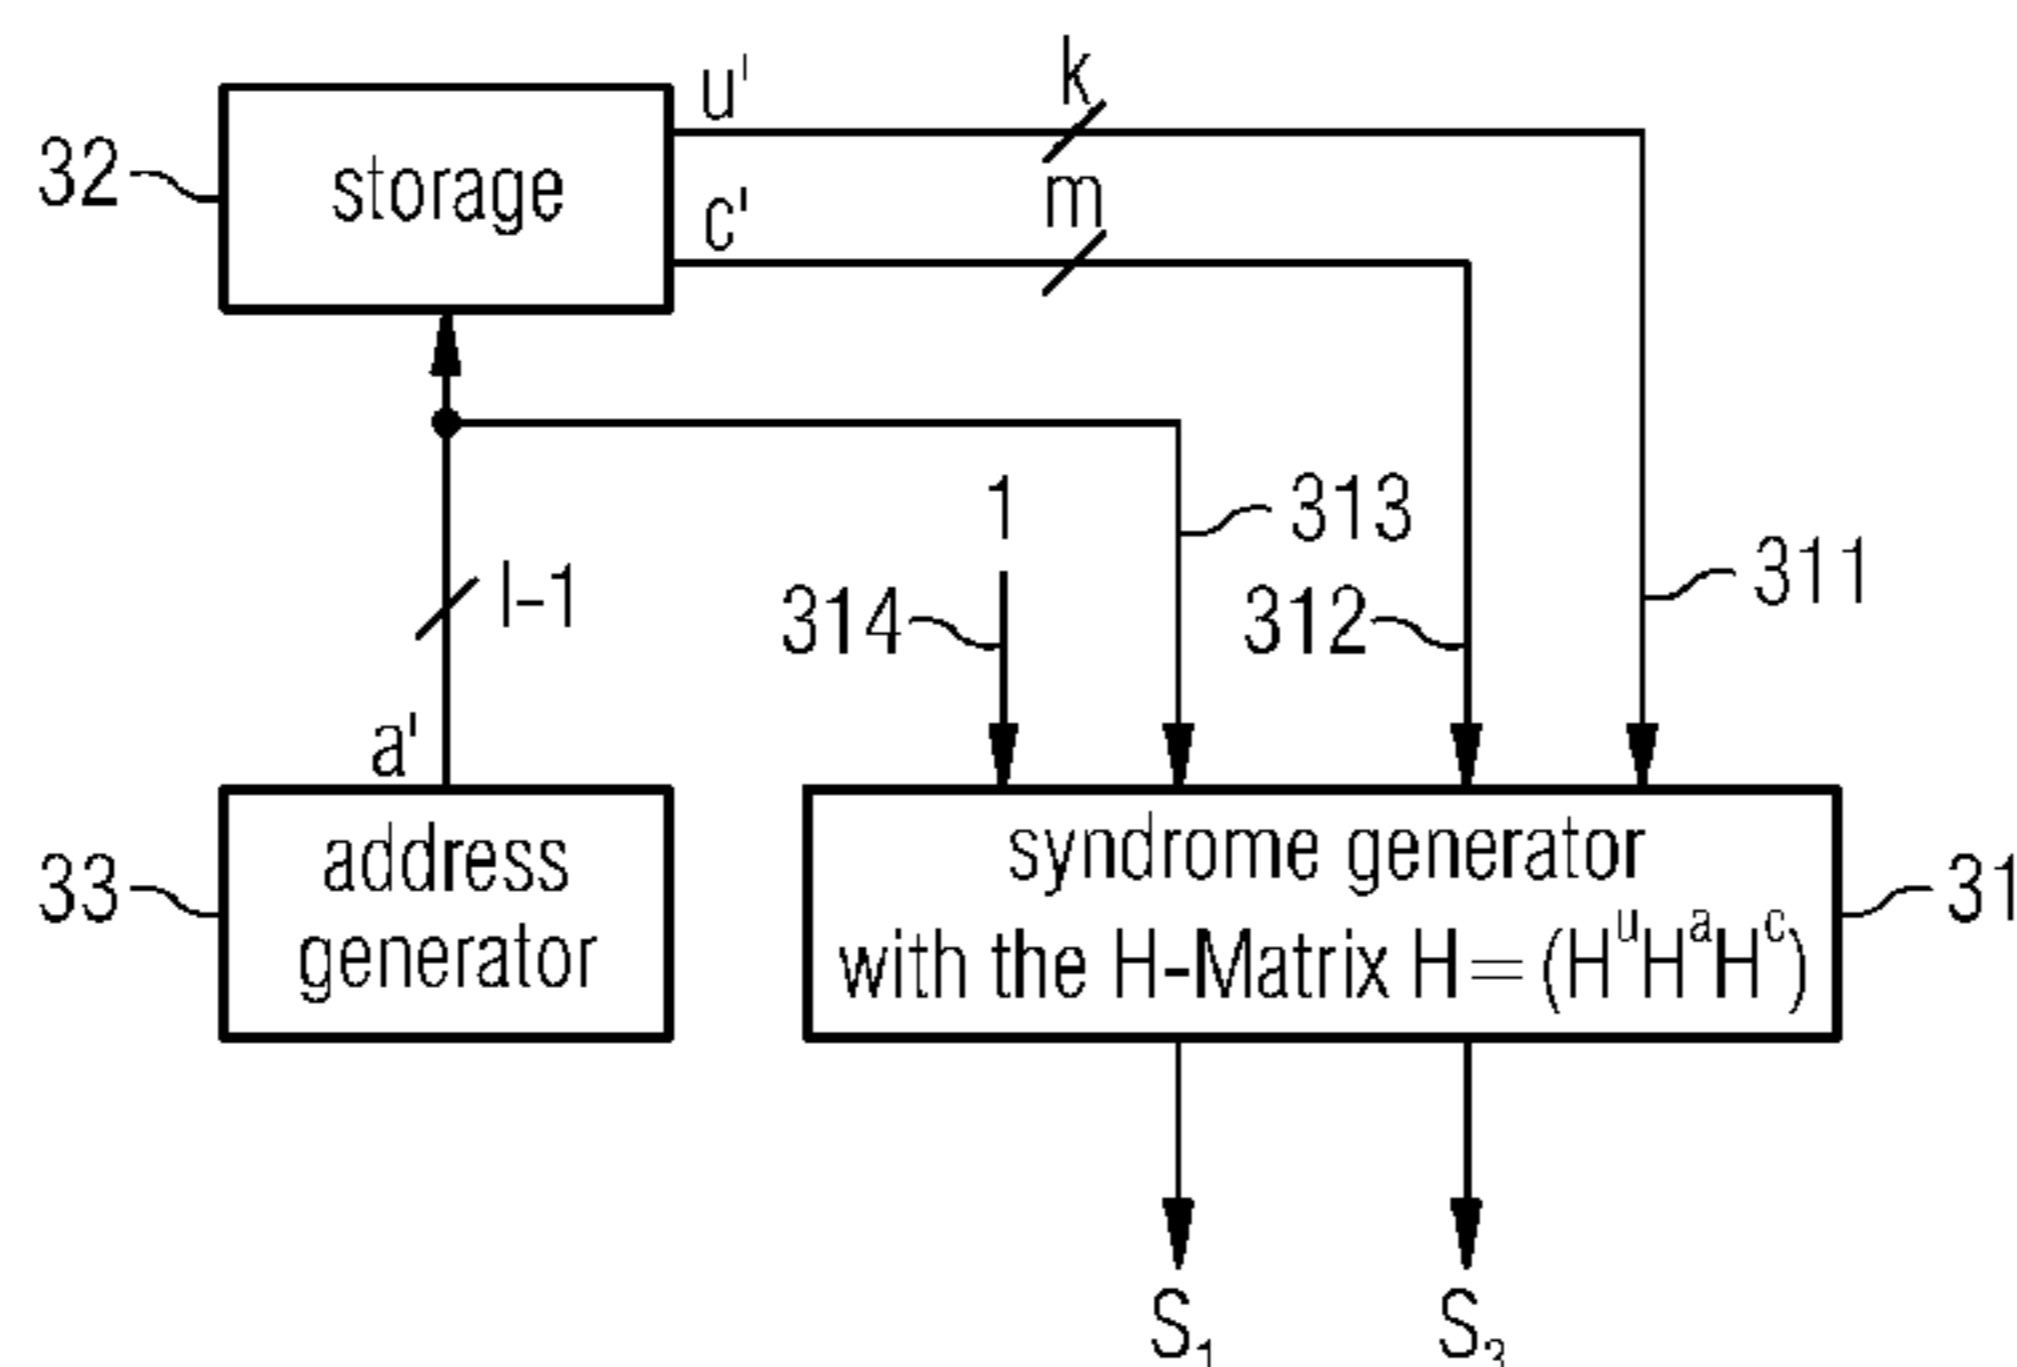 u'
k
32
storage
c'
m
1
313
311
l-1
314
312
a'
address
generator
33
syndrome generator
with the H-Matrix H=(HᵘHᵃHᶜ)
31
S₁
S₃